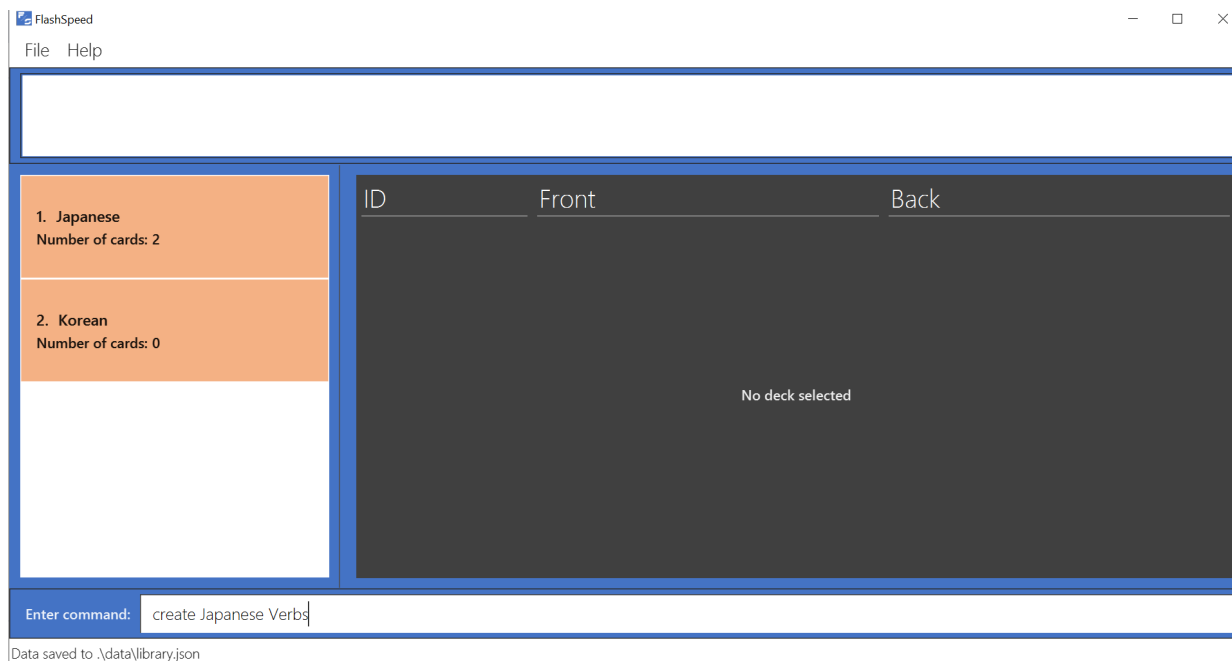 FlashSpeed
File Help
1. Japanese
Number of cards: 2
2. Korean
Number of cards: 0
ID Front Back
No deck selected
Enter command: create Japanese Verbs
Data saved to .\data\library.json